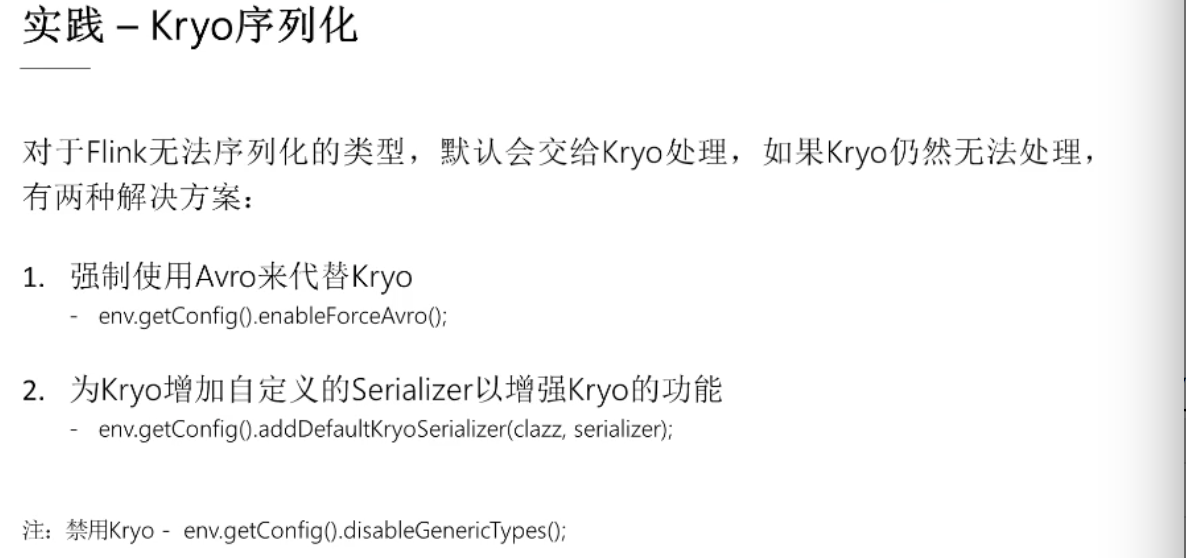 实践 – Kryo序列化
对于Flink无法序列化的类型，默认会交给Kryo处理，如果Kryo仍然无法处理，
有两种解决方案：
1. 强制使用Avro来代替Kryo
- env.getConfig().enableForceAvro();
2. 为Kryo增加自定义的Serializer以增强Kryo的功能
- env.getConfig().addDefaultKryoSerializer(clazz, serializer);
注：禁用Kryo - env.getConfig().disableGenericTypes();